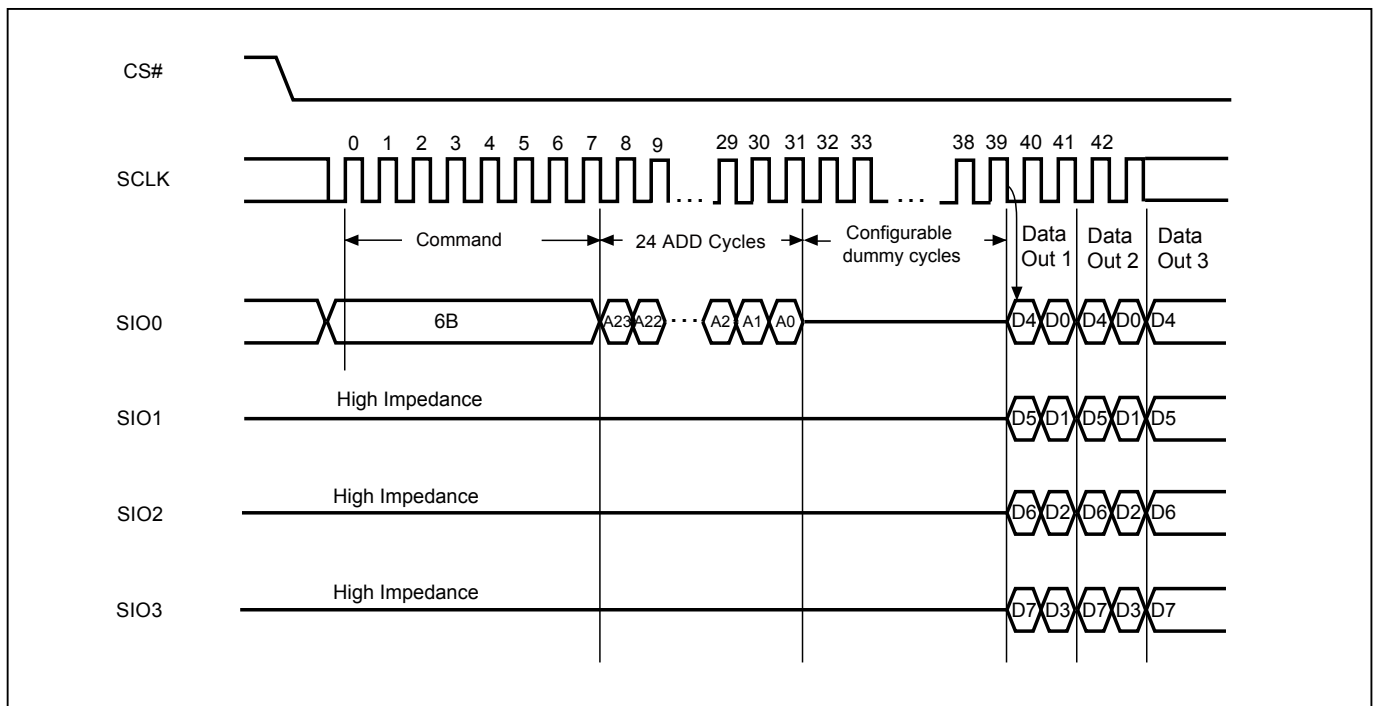 CS#
0 1 2 3 4 5 6 7 8 9 29 30 31 32 33 38 39 40 41 42
SCLK
. . . . . .
Command 24 ADD Cycles Configurable dummy cycles Data Out 1 Data Out 2 Data Out 3
SIO0 6B A23 A22 . . . A2 A1 A0 D4 D0 D4 D0 D4
High Impedance
SIO1 D5 D1 D5 D1 D5
High Impedance
SIO2 D6 D2 D6 D2 D6
High Impedance
SIO3 D7 D3 D7 D3 D7